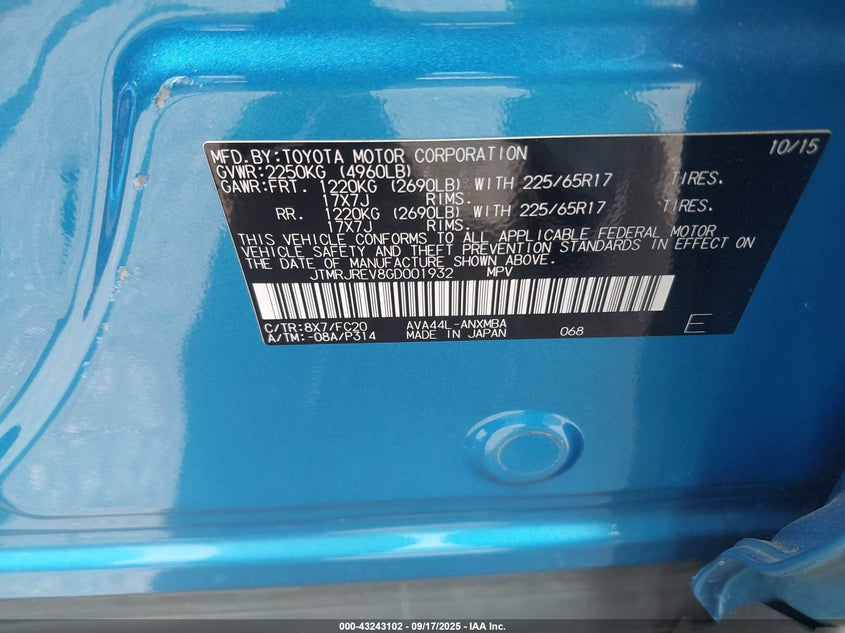 MFD.BY:TOYOTA MOTOR CORPORATION 10/15
GVWR:2250KG (4960LB)
GAWR:FRT. 1220KG (2690LB) WITH 225/65R17 TIRES.
17X7J RIMS.
RR. 1220KG (2690LB) WITH 225/65R17 TIRES.
17X7J RIMS.
THIS VEHICLE CONFORMS TO ALL APPLICABLE FEDERAL MOTOR
VEHICLE SAFETY AND THEFT PREVENTION STANDARDS IN EFFECT ON
THE DATE OF MANUFACTURE SHOWN ABOVE.
JTMRJREV8GD001932 MPV
C/TR:8X7/FC20 AVA44L-ANXMBA
A/TM:-08A/P314 MADE IN JAPAN 068 E
000-43243102 - 09/17/2025 - IAA Inc.